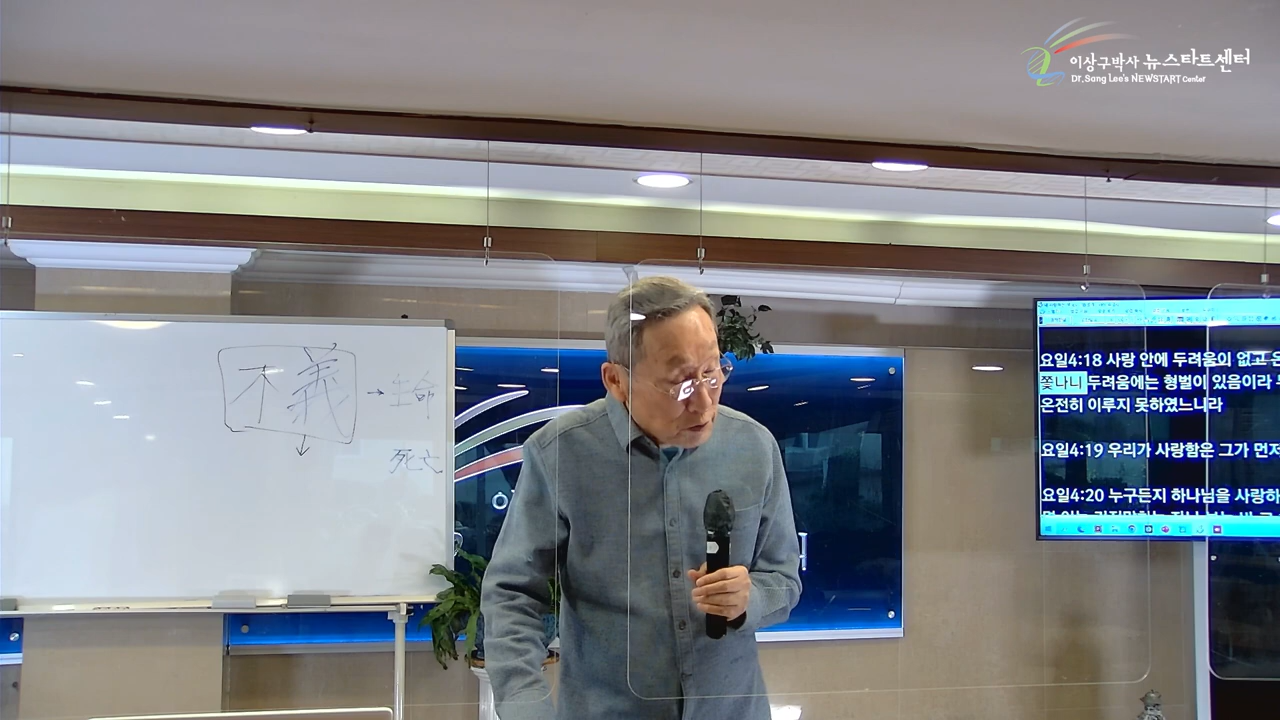 이상구박사 뉴스타트센터
Dr. Sang Lee's NEWSTART Center
不義 → 生命
死亡
요일4:18 사랑 안에 두려움이 없고 온
쫓나니 두려움에는 형벌이 있음이라 두
온전히 이루지 못하였느니라
요일4:19 우리가 사랑함은 그가 먼저
요일4:20 누구든지 하나님을 사랑하